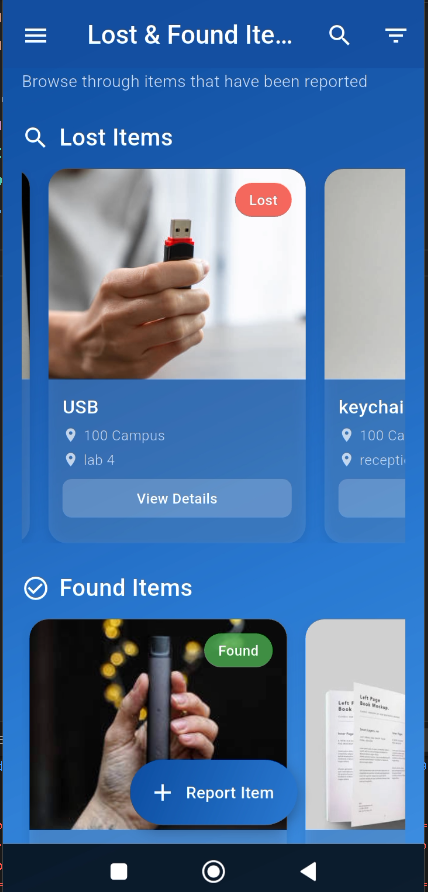 Lost & Found Ite...
Browse through items that have been reported
Lost Items
Lost
USB
100 Campus
lab 4
View Details
keychai
100 Ca
recepti
Found Items
Found
Left Page
Book Mockup.
Report Item